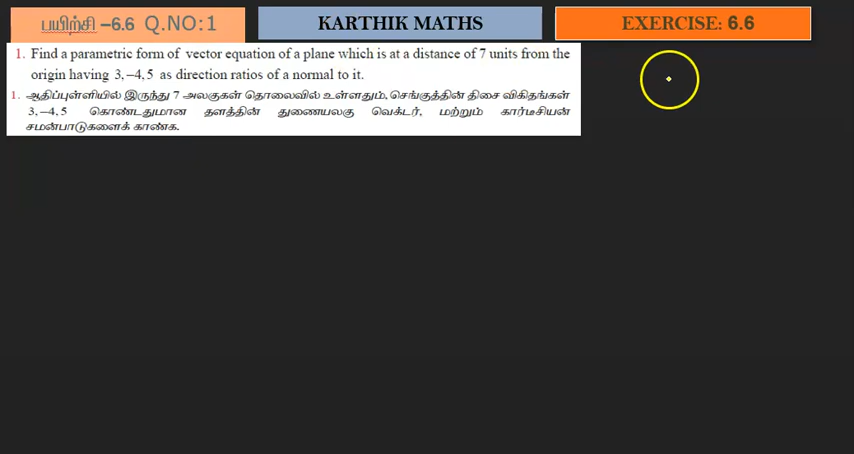 பயிற்சி –6.6 Q.NO:1
KARTHIK MATHS
EXERCISE: 6.6
1. Find a parametric form of vector equation of a plane which is at a distance of 7 units from the
origin having 3,−4,5 as direction ratios of a normal to it.
1. ஆதிப்புள்ளியில் இருந்து 7 அலகுகள் தொலைவில் உள்ளதும், செங்குத்தின் திசை விகிதங்கள்
3,−4,5 கொண்டதுமான தளத்தின் துணையலகு வெக்டர், மற்றும் கார்டீசியன்
சமன்பாடுகளைக் காண்க.